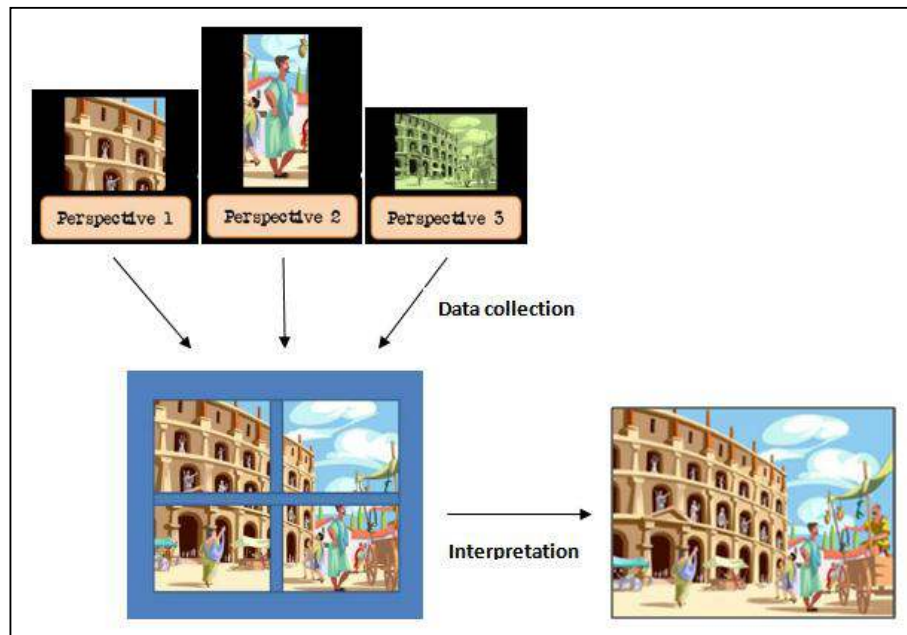 Perspective 1
Perspective 2
Perspective 3
Data collection
Interpretation